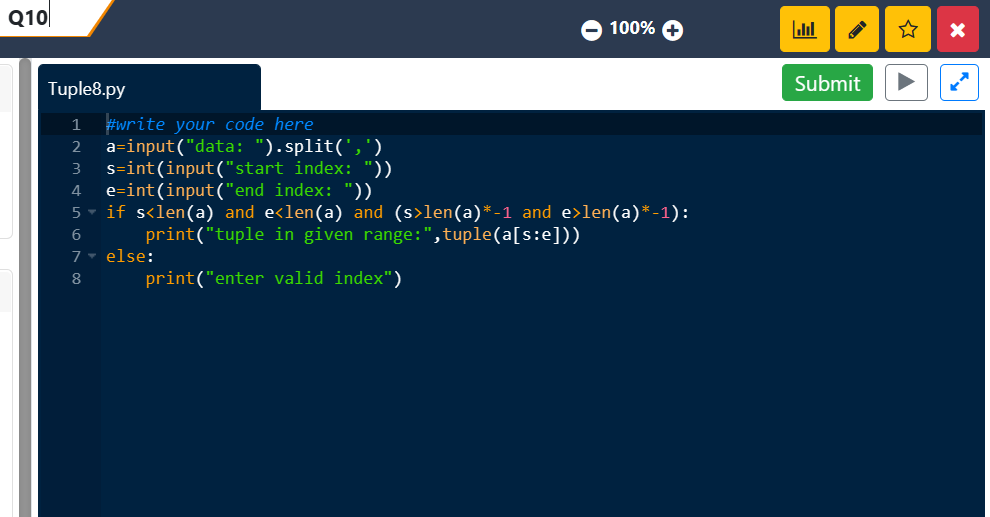 Q10
100%
Tuple8.py
Submit
1 #write your code here
2 a=input("data: ").split(',')
3 s=int(input("start index: "))
4 e=int(input("end index: "))
5 if s<len(a) and e<len(a) and (s>len(a)*-1 and e>len(a)*-1):
6     print("tuple in given range:",tuple(a[s:e]))
7 else:
8     print("enter valid index")